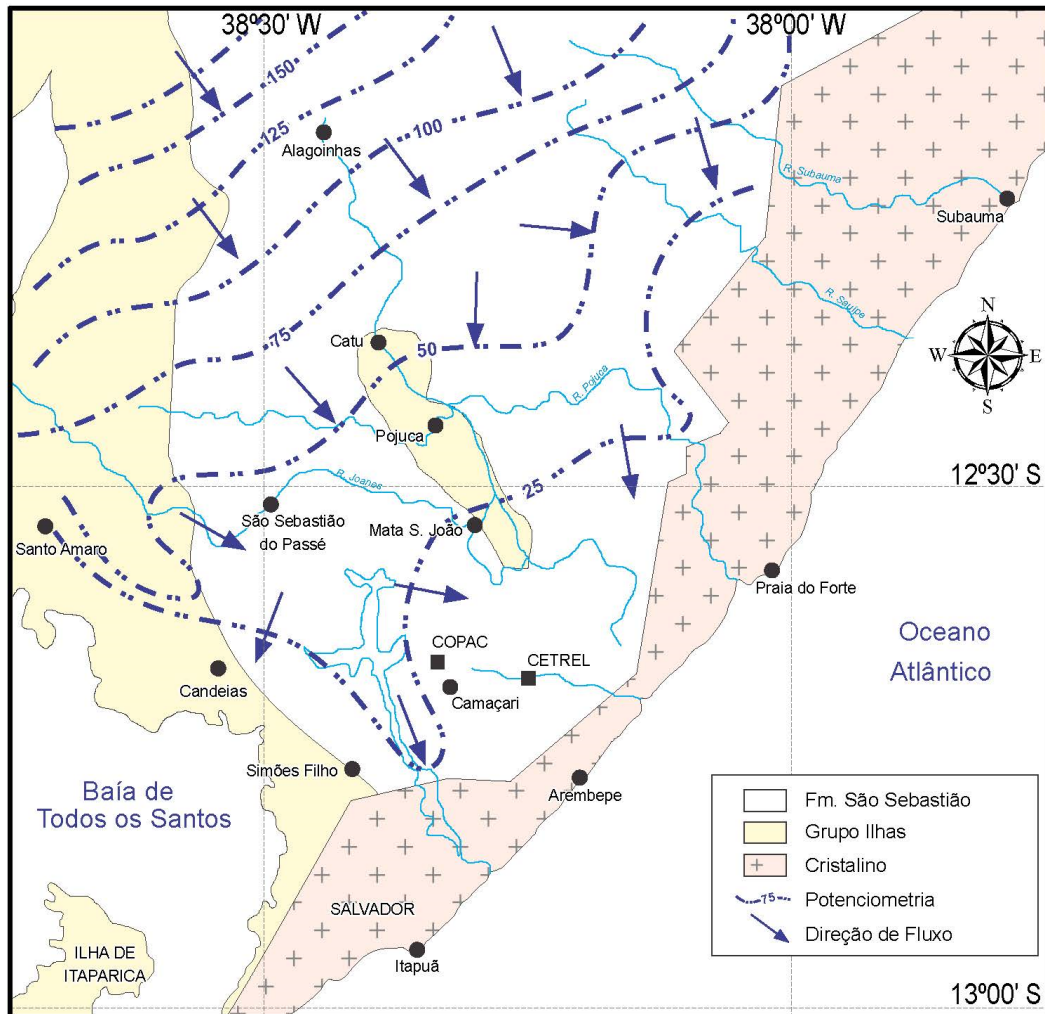 38º30' W
38º00' W
150
125
100
Alagoinhas
R. Subauma
Subauma
R. Sauípe
75
Catu
50
N
W
E
S
R. Pojuca
Pojuca
12º30' S
25
R. Joanes
São Sebastião
do Passé
Mata S. João
Santo Amaro
Praia do Forte
Oceano
Atlântico
COPAC
CETREL
Candeias
Camaçari
Simões Filho
Arembepe
Baía de
Todos os Santos
Fm. São Sebastião
Grupo Ilhas
Cristalino
75
Potenciometria
Direção de Fluxo
SALVADOR
Itapuã
ILHA DE
ITAPARICA
13º00' S